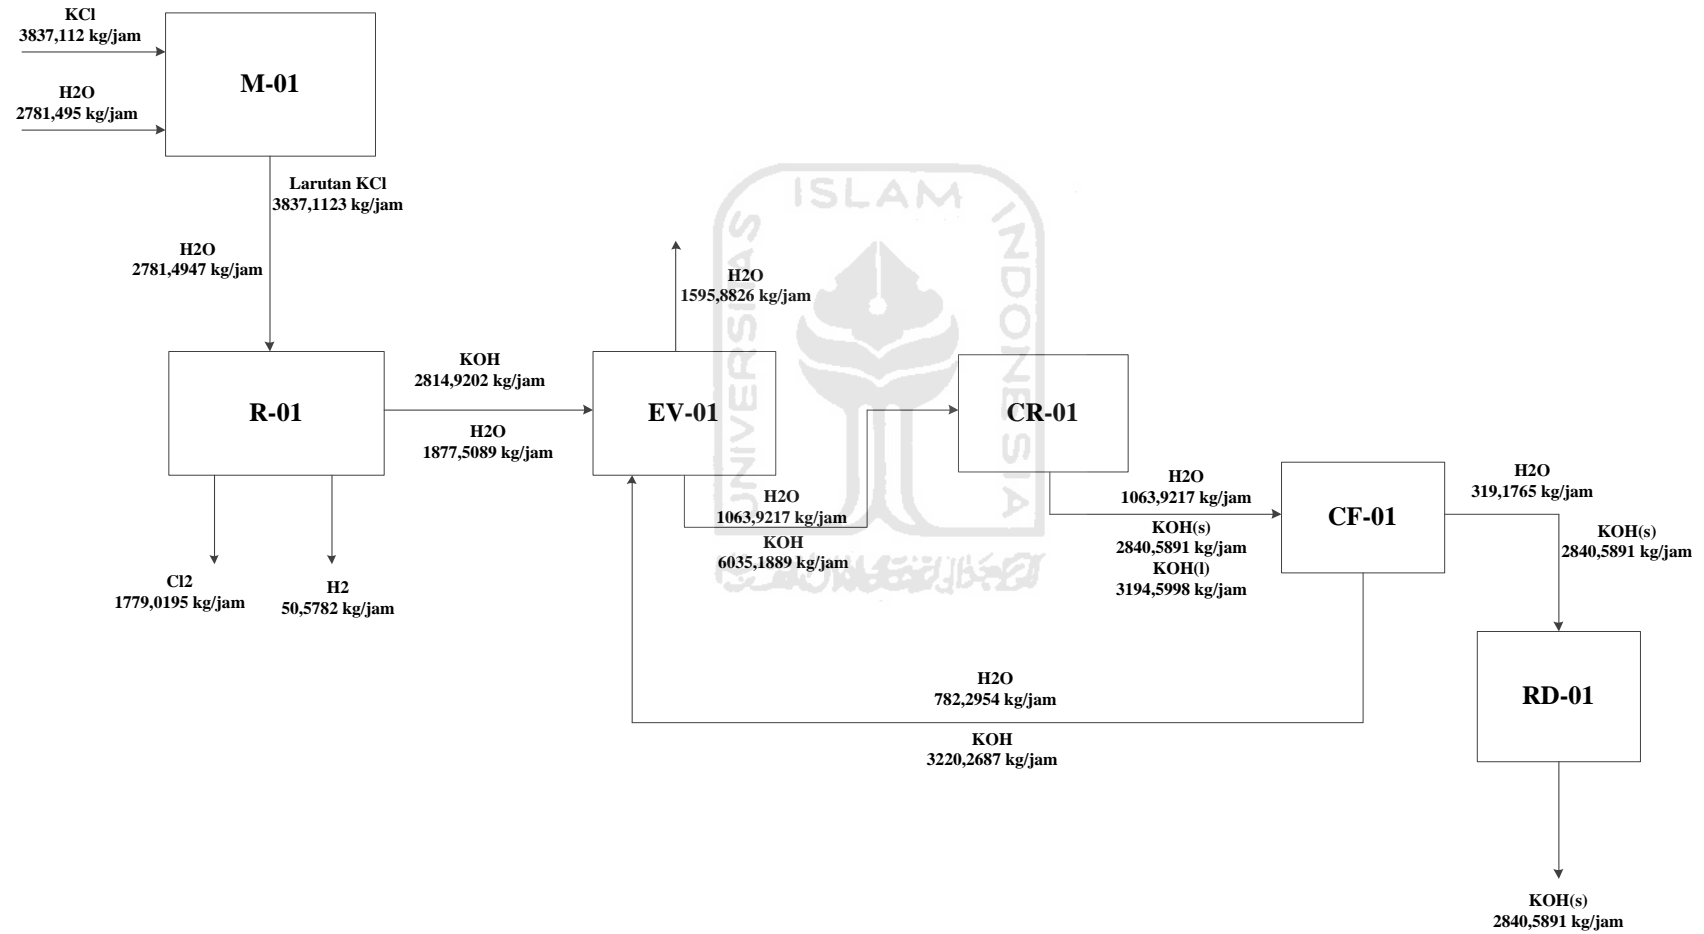 KCl
3837,112 kg/jam
H2O
2781,495 kg/jam
M-01
Larutan KCl
3837,1123 kg/jam
H2O
2781,4947 kg/jam
R-01
Cl2
1779,0195 kg/jam
H2
50,5782 kg/jam
KOH
2814,9202 kg/jam
H2O
1877,5089 kg/jam
H2O
1595,8826 kg/jam
EV-01
H2O
1063,9217 kg/jam
KOH
6035,1889 kg/jam
CR-01
H2O
1063,9217 kg/jam
KOH(s)
2840,5891 kg/jam
KOH(l)
3194,5998 kg/jam
CF-01
H2O
319,1765 kg/jam
KOH(s)
2840,5891 kg/jam
H2O
782,2954 kg/jam
KOH
3220,2687 kg/jam
RD-01
KOH(s)
2840,5891 kg/jam
UNIVERSITAS
ISLAM
INDONESIA